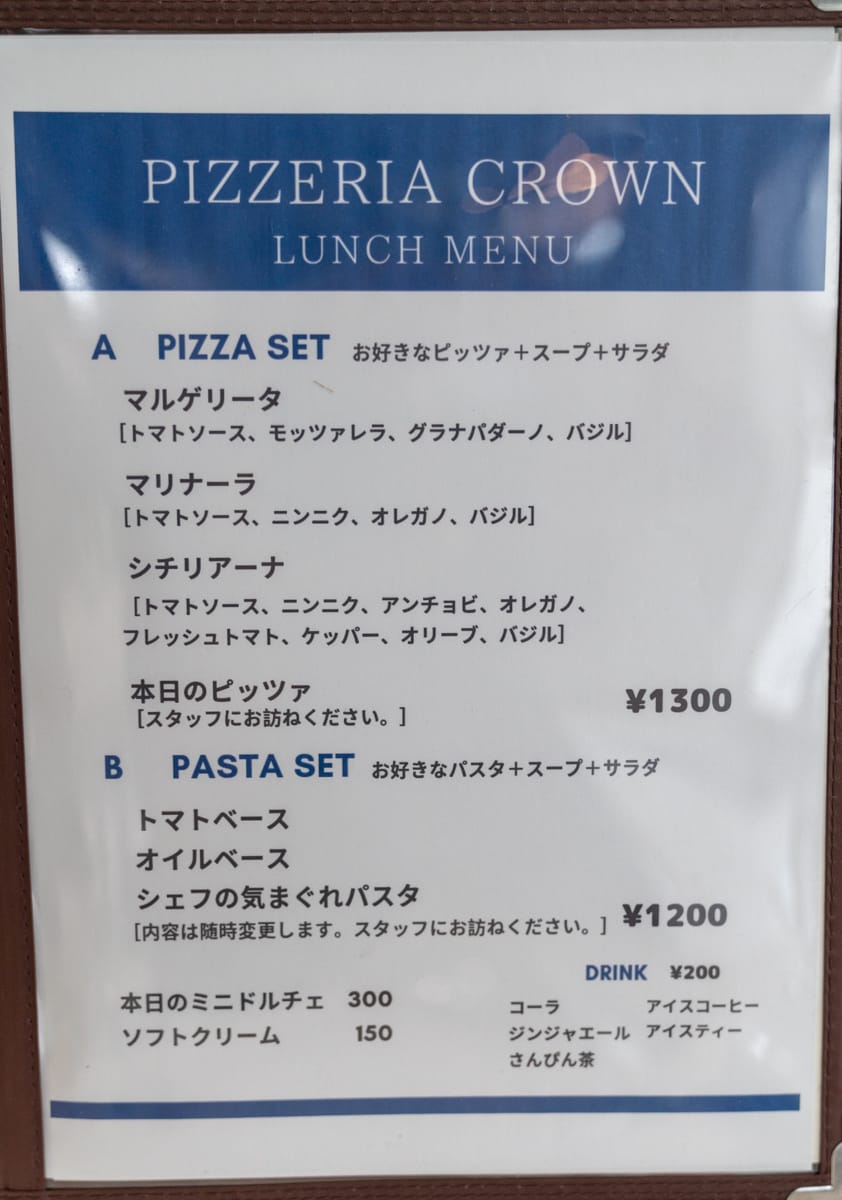 PIZZERIA CROWN
LUNCH MENU
A PIZZA SET お好きなピッツァ＋スープ＋サラダ
マルゲリータ
［トマトソース、モッツァレラ、グラナパダーノ、バジル］
マリナーラ
［トマトソース、ニンニク、オレガノ、バジル］
シチリアーナ
［トマトソース、ニンニク、アンチョビ、オレガノ、
フレッシュトマト、ケッパー、オリーブ、バジル］
本日のピッツァ
［スタッフにお訪ねください。］ ¥1300
B PASTA SET お好きなパスタ＋スープ＋サラダ
トマトベース
オイルベース
シェフの気まぐれパスタ
［内容は随時変更します。スタッフにお訪ねください。］ ¥1200
本日のミニドルチェ 300
ソフトクリーム 150
DRINK ¥200
コーラ アイスコーヒー
ジンジャエール アイスティー
さんぴん茶